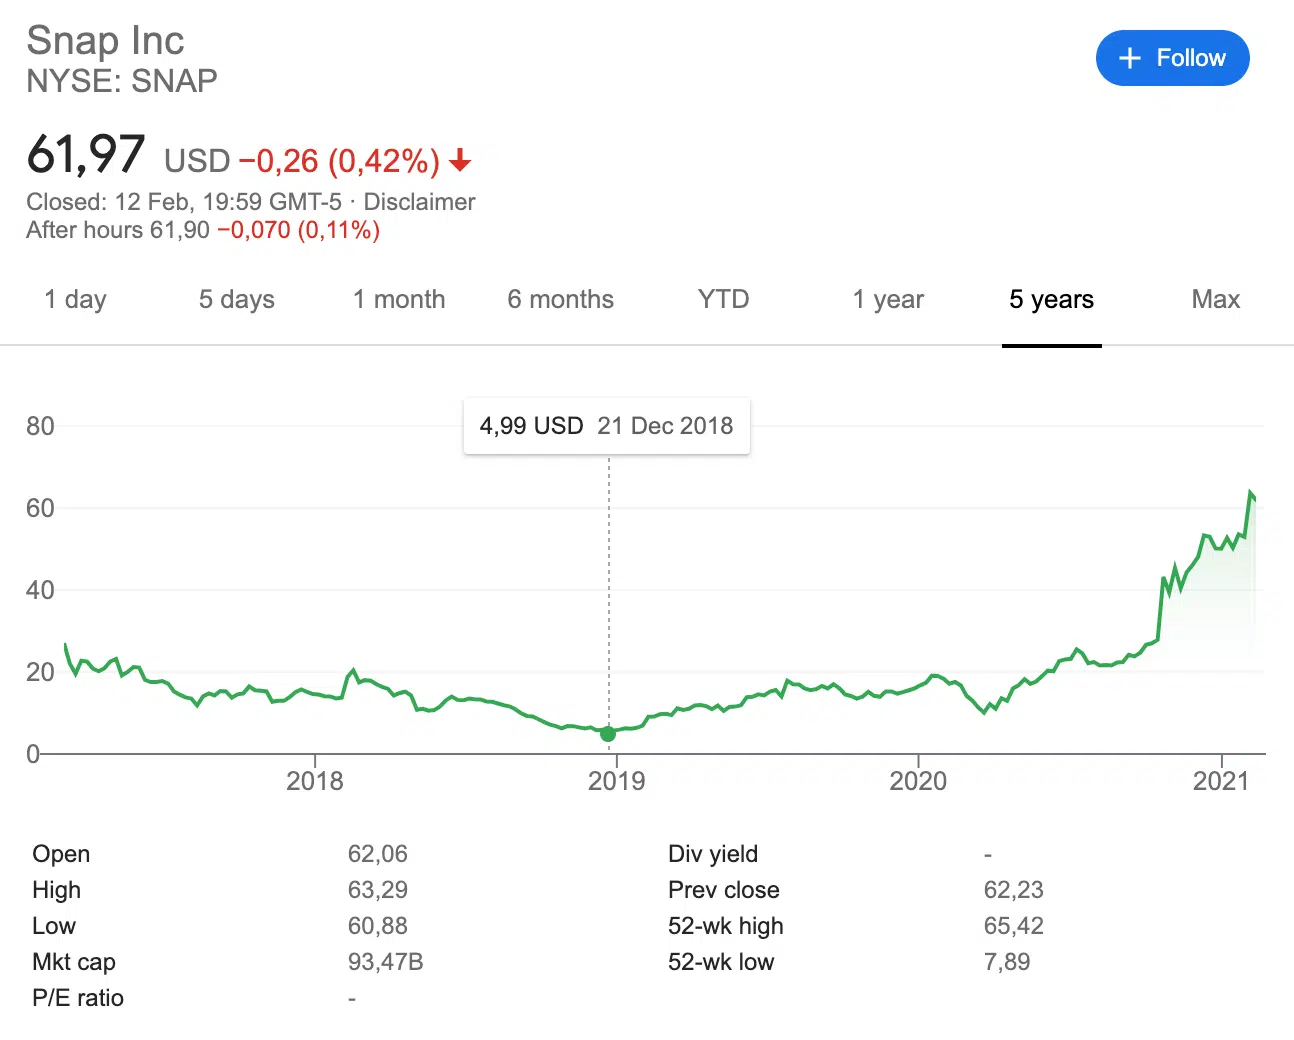 Snap Inc
NYSE: SNAP
+ Follow
61,97 USD −0,26 (0,42%) ↓
Closed: 12 Feb, 19:59 GMT-5 · Disclaimer
After hours 61,90 −0,070 (0,11%)
1 day 5 days 1 month 6 months YTD 1 year 5 years Max
4,99 USD 21 Dec 2018
80
60
40
20
0
2018 2019 2020 2021
Open 62,06 Div yield -
High 63,29 Prev close 62,23
Low 60,88 52-wk high 65,42
Mkt cap 93,47B 52-wk low 7,89
P/E ratio -